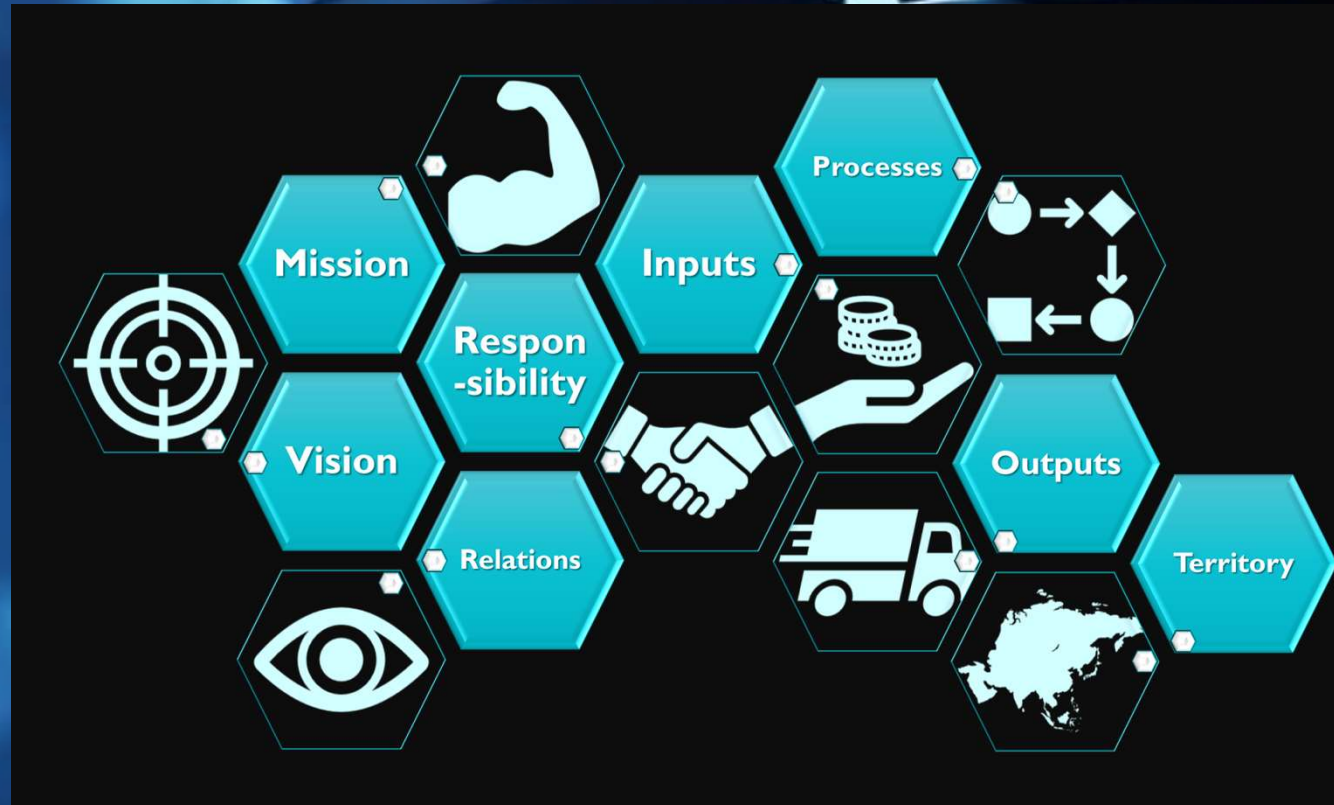 Mission
Vision
Respon
-sibility
Relations
Inputs
Processes
Outputs
Territory